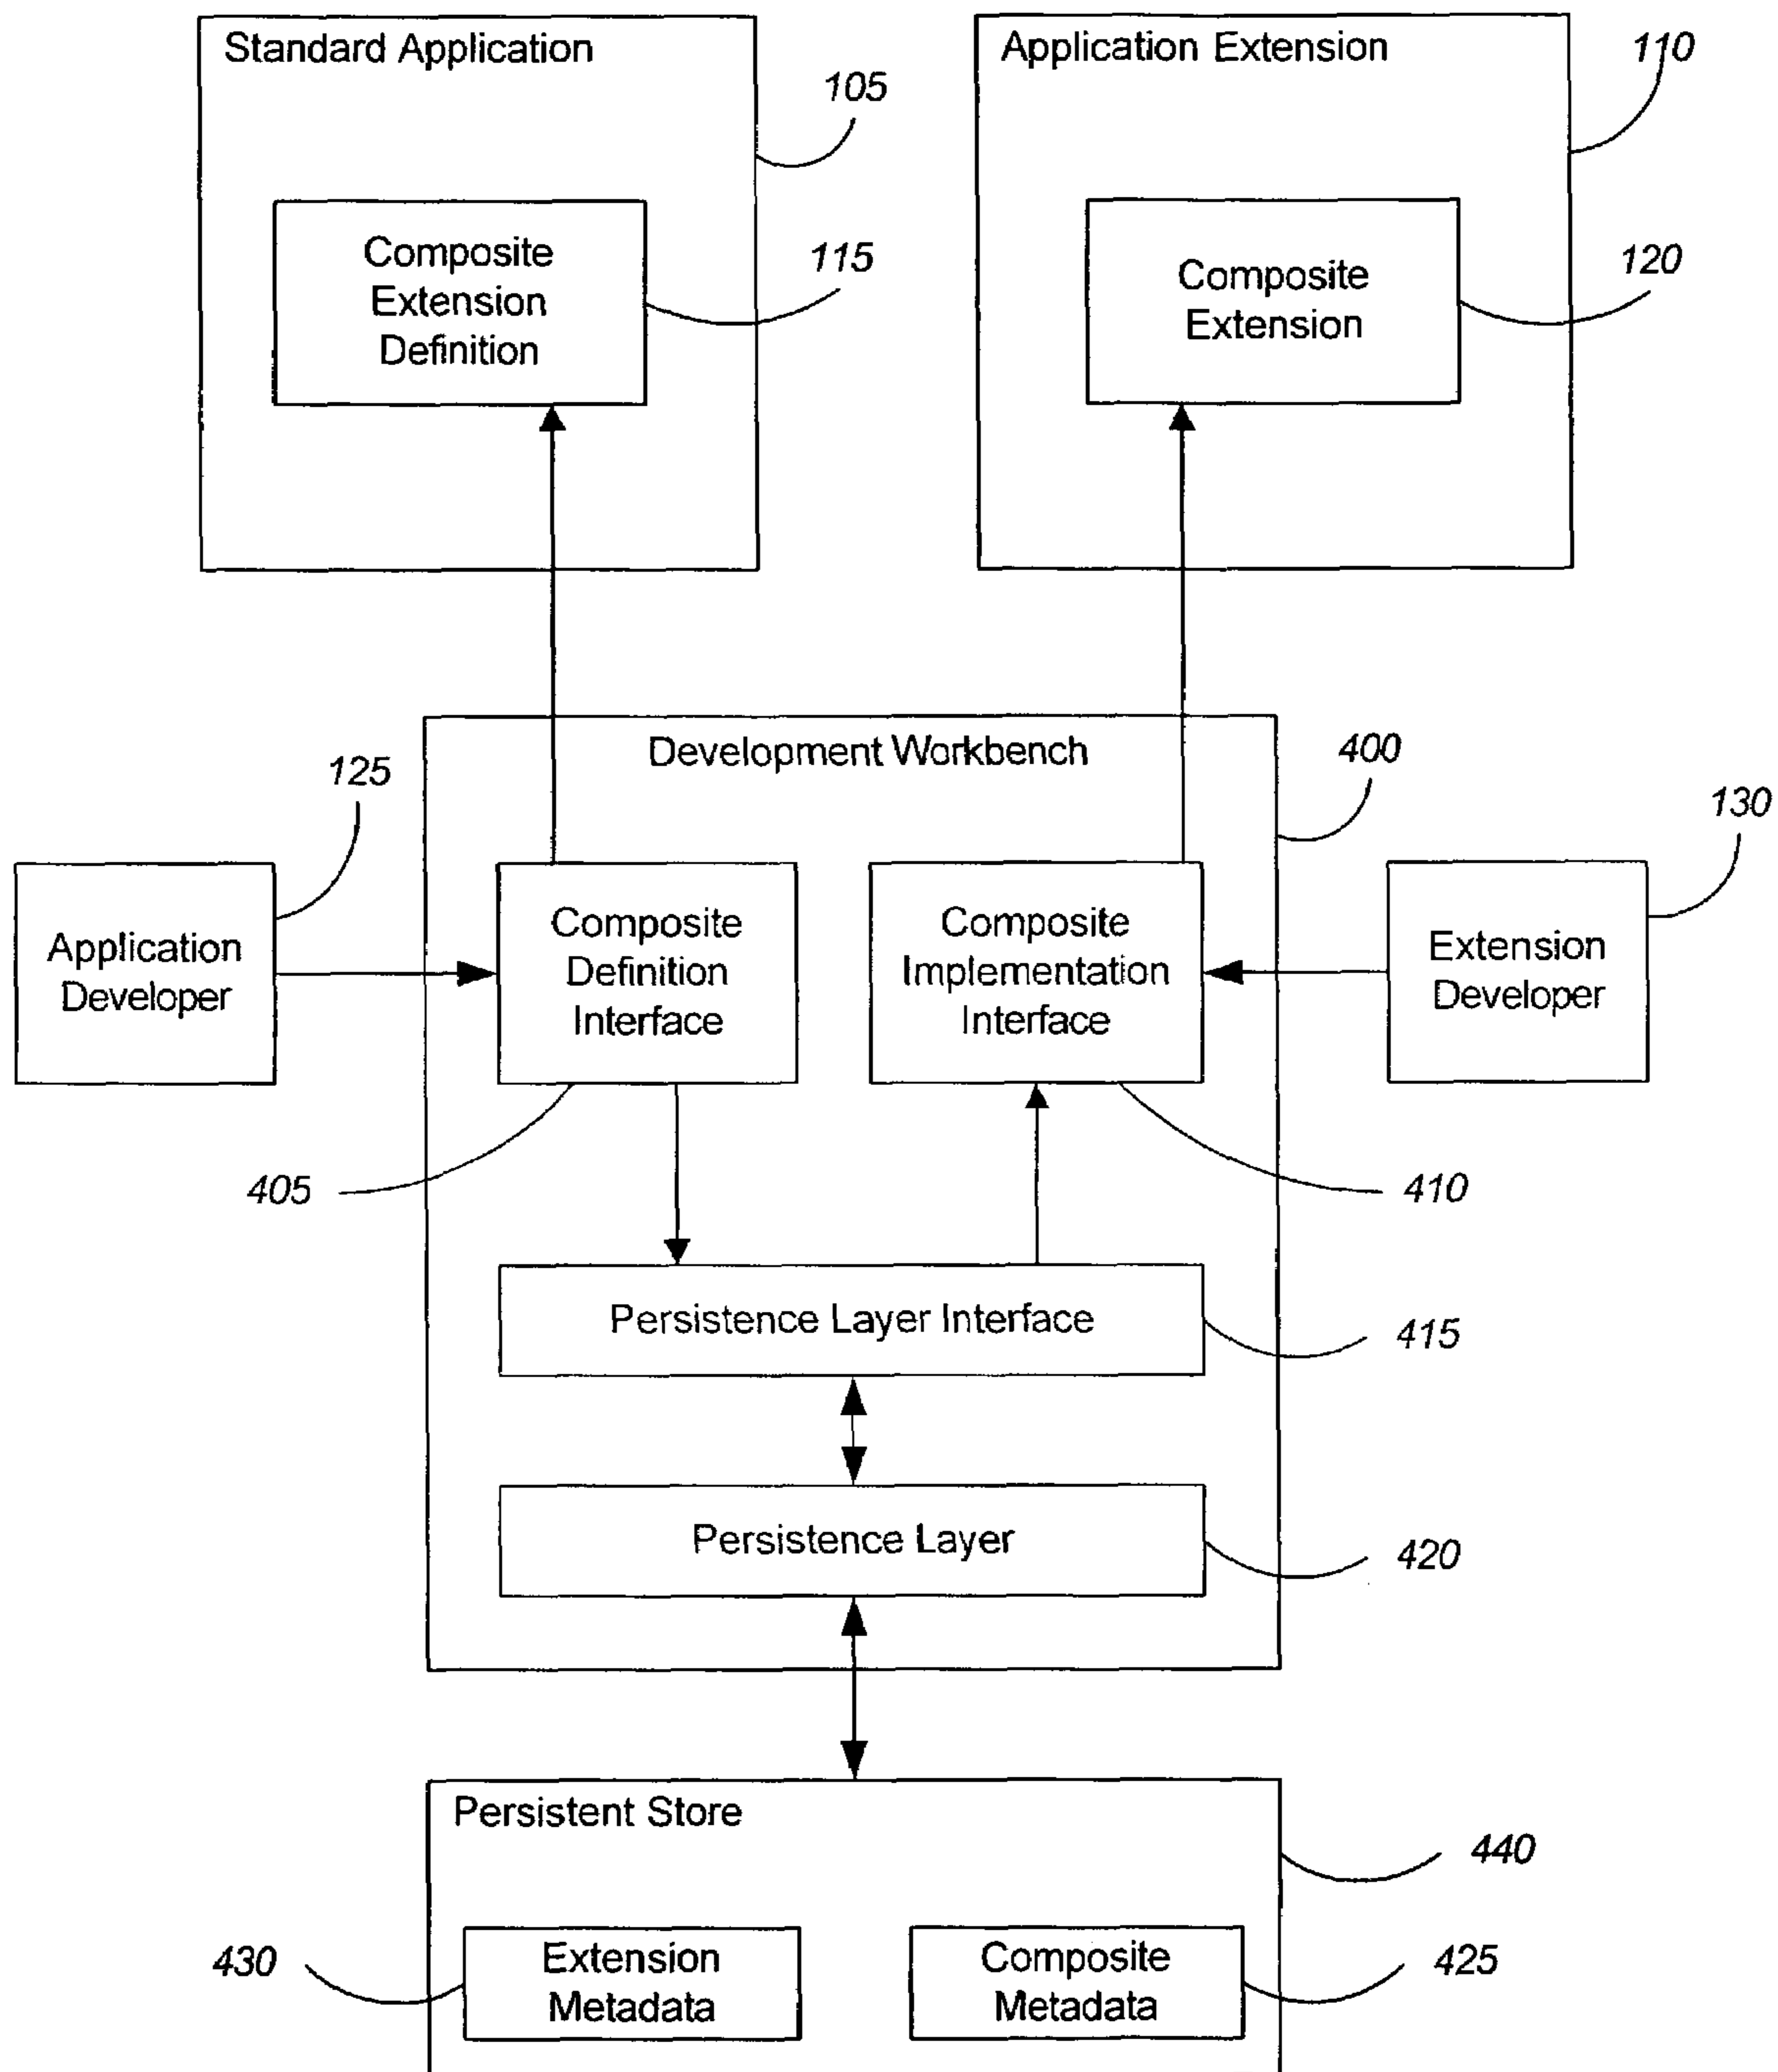 Standard Application
Application Extension
110
105
Composite
Extension
Definition
115
Composite
Extension
120
Development Workbench
400
125
130
Application
Developer
Composite
Definition
Interface
Composite
Implementation
Interface
Extension
Developer
405
410
Persistence Layer Interface
415
Persistence Layer
420
Persistent Store
440
430
Extension
Metadata
Composite
Metadata
425